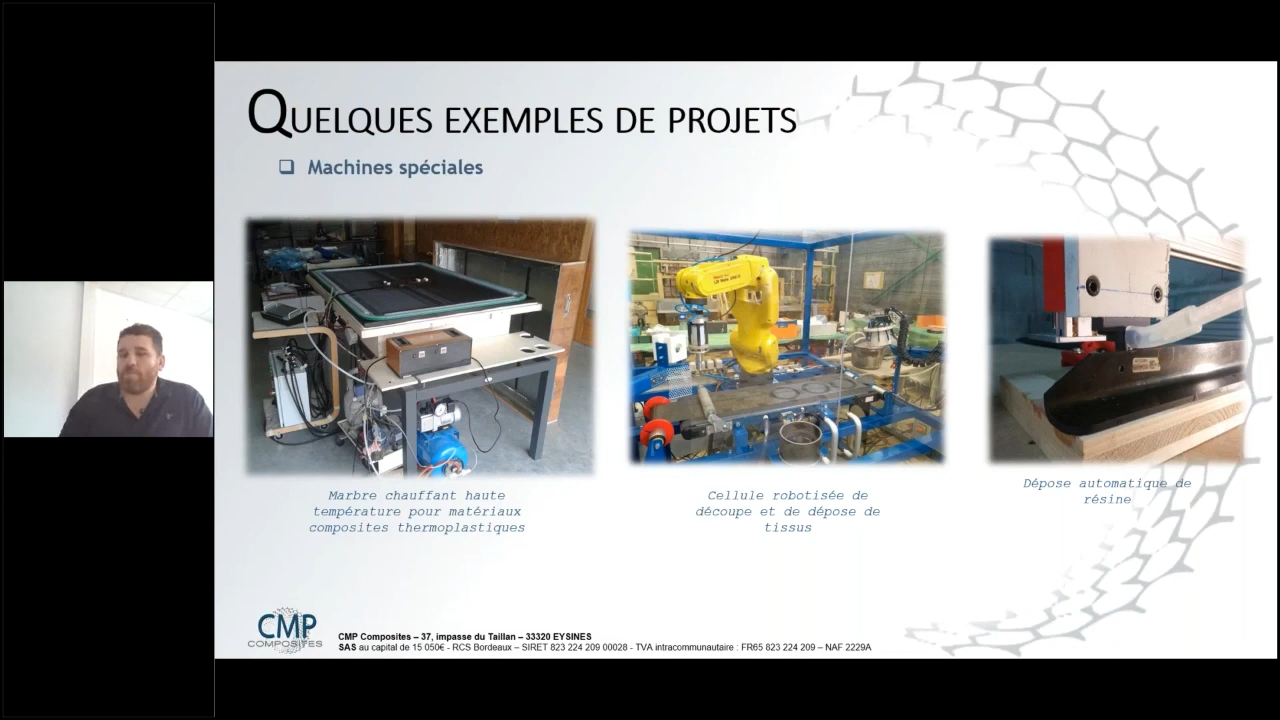 QUELQUES EXEMPLES DE PROJETS
❑ Machines spéciales
Marbre chauffant haute
température pour matériaux
composites thermoplastiques
Cellule robotisée de
découpe et de dépose de
tissus
Dépose automatique de
résine
CMP
COMPOSITES
CMP Composites – 37, impasse du Taillan – 33320 EYSINES
SAS au capital de 15 050€ - RCS Bordeaux – SIRET 823 224 209 00028 - TVA intracommunautaire : FR65 823 224 209 – NAF 2229A